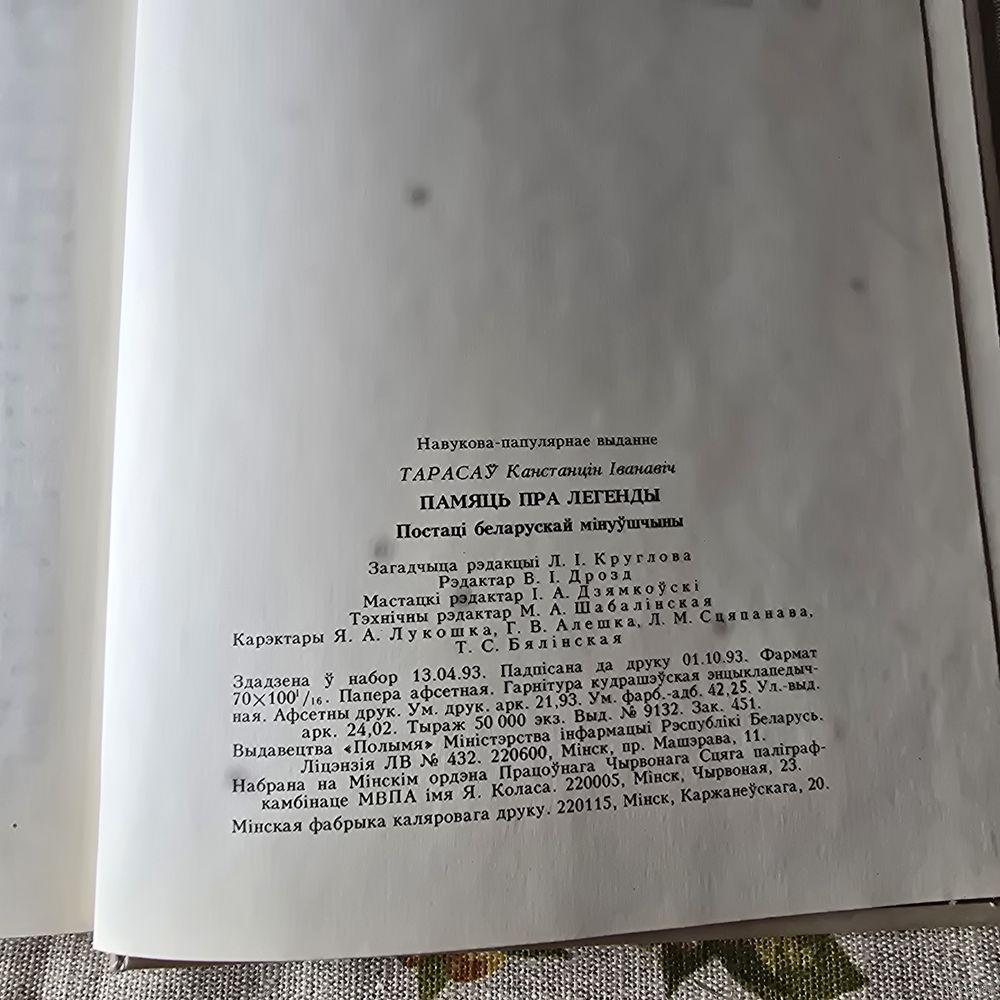 Навукова-папулярнае выданне
ТАРАСАЎ Канстанцін Іванавіч
ПАМЯЦЬ ПРА ЛЕГЕНДЫ
Постаці беларускай мінуўшчыны
Загадчыца рэдакцыі Л. І. Круглова
Рэдактар В. І. Дрозд
Мастацкі рэдактар І. А. Дзямкоўскі
Тэхнічны рэдактар М. А. Шабалінская
Карэктары Я. А. Лукошка, Г. В. Алешка, Л. М. Сцяпанава,
Т. С. Бялінская
Здадзена ў набор 13.04.93. Падпісана да друку 01.10.93. Фармат
70×100¹/₁₆. Папера афсетная. Гарнітура кудрашэўская энцыклапедыч-
ная. Афсетны друк. Ум. друк. арк. 21,93. Ум. фарб.-адб. 42,25. Ул.-выд.
арк. 24,02. Тыраж 50 000 экз. Выд. № 9132. Зак. 451.
Выдавецтва «Полымя» Міністэрства інфармацыі Рэспублікі Беларусь.
Ліцэнзія ЛВ № 432. 220600, Мінск, пр. Машэрава, 11.
Набрана на Мінскім ордэна Працоўнага Чырвонага Сцяга паліграф-
камбінаце МВПА імя Я. Коласа. 220005, Мінск, Чырвоная, 23.
Мінская фабрыка каляровага друку. 220115, Мінск, Каржанеўскага, 20.